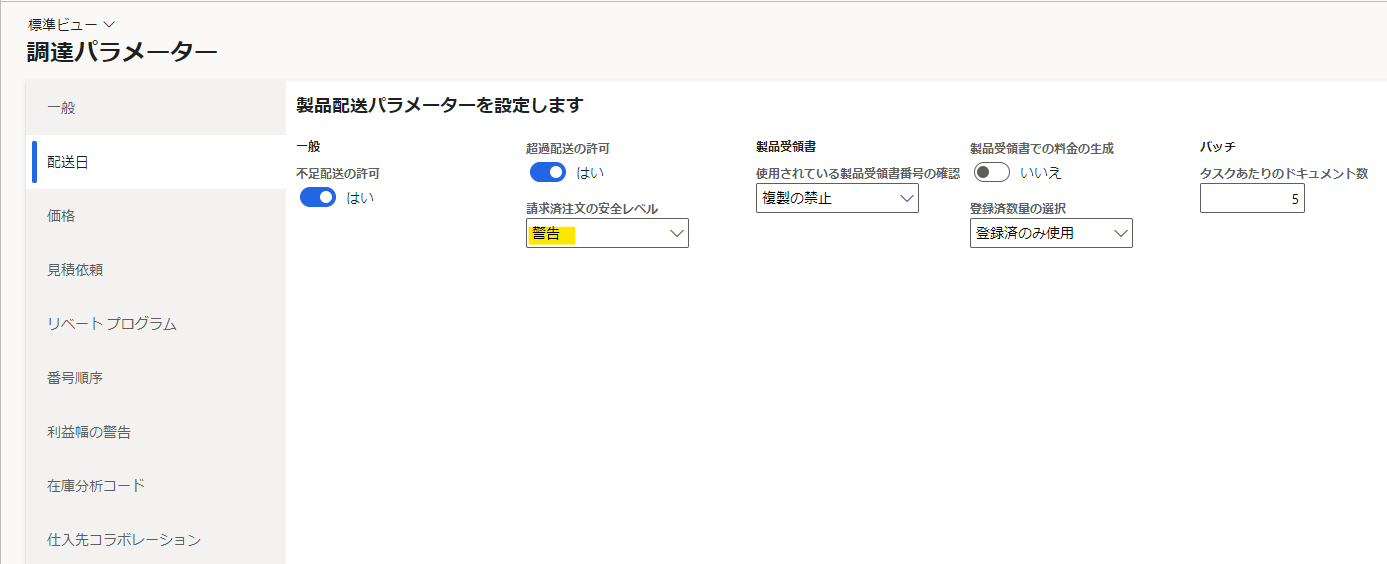 標準ビュー
調達パラメーター
一般
配送日
価格
見積依頼
リベート プログラム
番号順序
利益幅の警告
在庫分析コード
仕入先コラボレーション
製品配送パラメーターを設定します
一般
不足配送の許可
はい
超過配送の許可
はい
請求済注文の安全レベル
警告
製品受領書
使用されている製品受領書番号の確認
複製の禁止
製品受領書での料金の生成
いいえ
登録済数量の選択
登録済のみ使用
バッチ
タスクあたりのドキュメント数
5